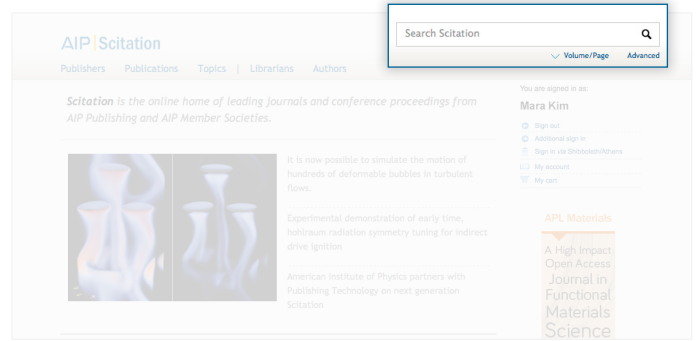 Search Scitation
Volume/Page Advanced
AIP Scitation
Publishers Publications Topics | Librarians Authors
Scitation is the online home of leading journals and conference proceedings from
AIP Publishing and AIP Member Societies.
It is now possible to simulate the motion of
hundreds of deformable bubbles in turbulent
flows.
Experimental demonstration of early time,
hohlraum radiation symmetry tuning for indirect
drive ignition
American Institute of Physics partners with
Publishing Technology on next generation
Scitation
You are signed in as:
Mara Kim
Sign out
Additional sign in
Sign in via Shibboleth/Athens
My account
My cart
APL Materials
A High Impact
Open Access
Journal in
Functional
Materials
Science